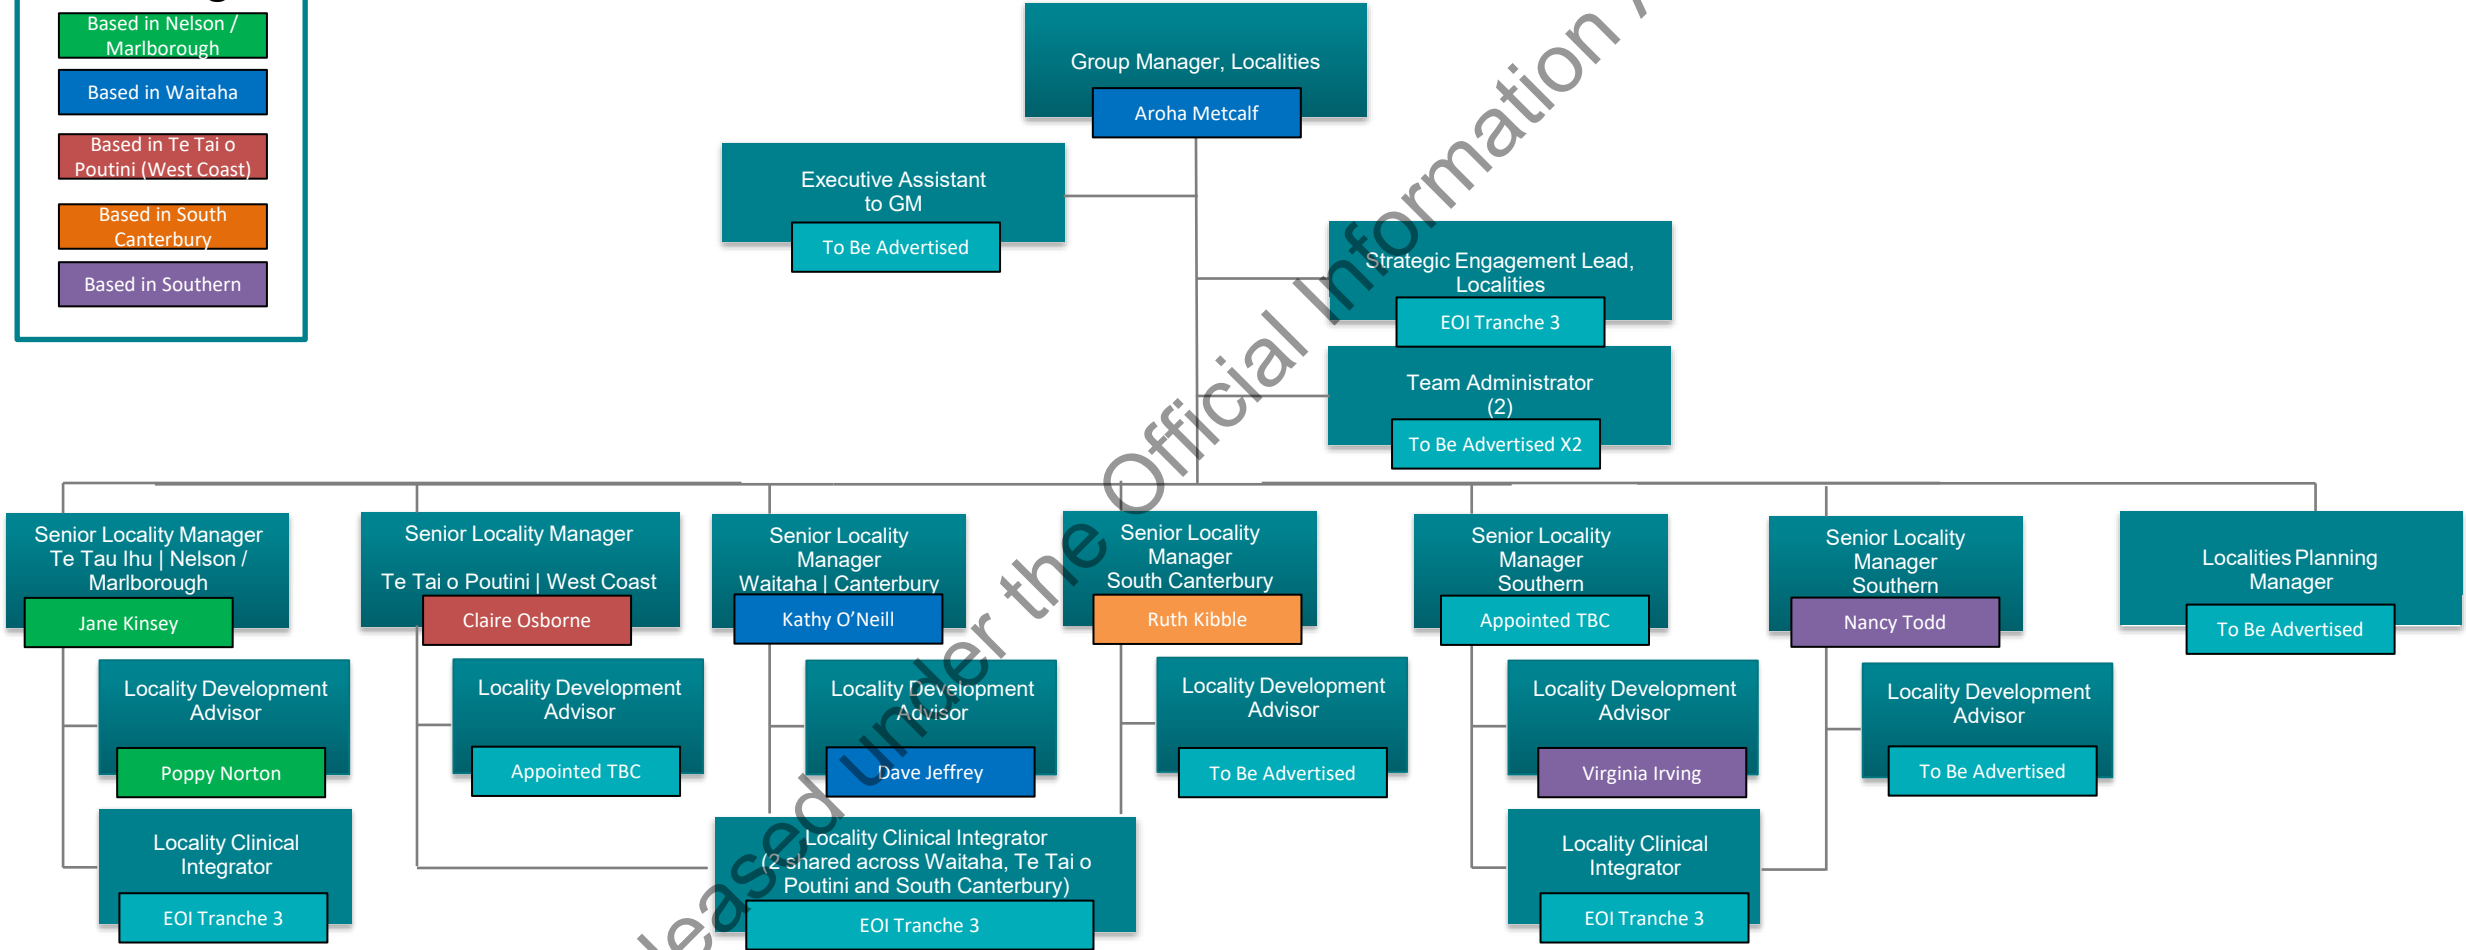 Based in Nelson /
Marlborough
Based in Waitaha
Based in Te Tai o
Poutini (West Coast)
Based in South
Canterbury
Based in Southern
Group Manager, Localities
Aroha Metcalf
Executive Assistant
to GM
To Be Advertised
Strategic Engagement Lead,
Localities
EOI Tranche 3
Team Administrator
(2)
To Be Advertised X2
Senior Locality Manager
Te Tau Ihu | Nelson /
Marlborough
Jane Kinsey
Locality Development
Advisor
Poppy Norton
Locality Clinical
Integrator
EOI Tranche 3
Senior Locality Manager
Te Tai o Poutini | West Coast
Claire Osborne
Locality Development
Advisor
Appointed TBC
Senior Locality
Manager
Waitaha | Canterbury
Kathy O’Neill
Locality Development
Advisor
Dave Jeffrey
Locality Clinical Integrator
(2 shared across Waitaha, Te Tai o
Poutini and South Canterbury)
EOI Tranche 3
Senior Locality
Manager
South Canterbury
Ruth Kibble
Locality Development
Advisor
To Be Advertised
Senior Locality
Manager
Southern
Appointed TBC
Locality Development
Advisor
Virginia Irving
Locality Clinical
Integrator
EOI Tranche 3
Senior Locality
Manager
Southern
Nancy Todd
Locality Development
Advisor
To Be Advertised
Localities Planning
Manager
To Be Advertised
under the Official Information